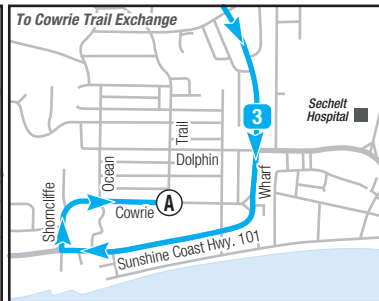 To Cowrie Trail Exchange
3
Sechelt
Hospital
Trail
Ocean
Dolphin
Wharf
Shorncliffe
Cowrie
A
Sunshine Coast Hwy. 101